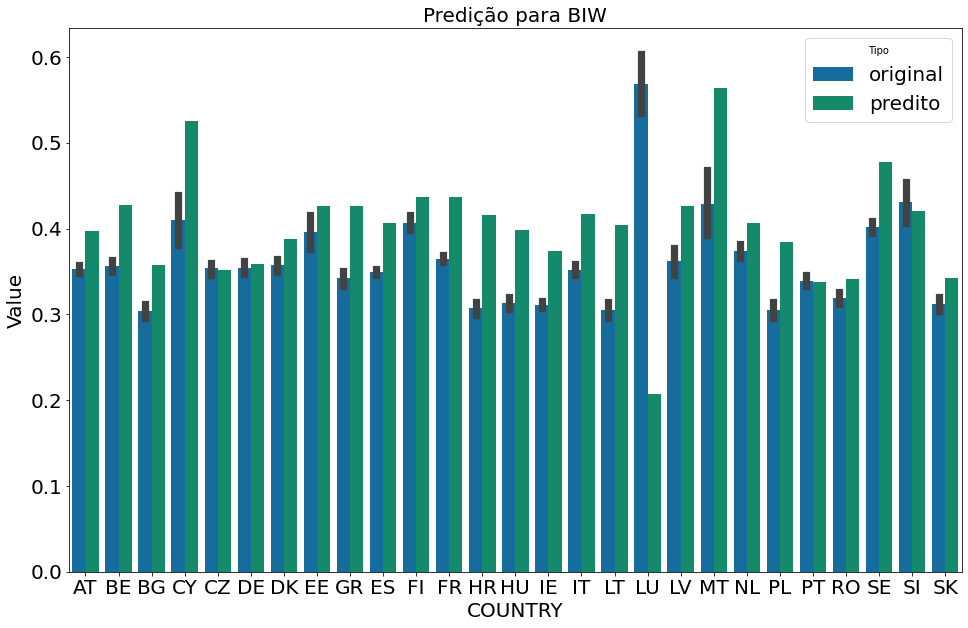 Predição para BIW
Tipo
original
predito
Value
0.6
0.5
0.4
0.3
0.2
0.1
0.0
AT BE BG CY CZ DE DK EE GR ES FI FR HR HU IE IT LT LU LV MT NL PL PT RO SE SI SK
COUNTRY